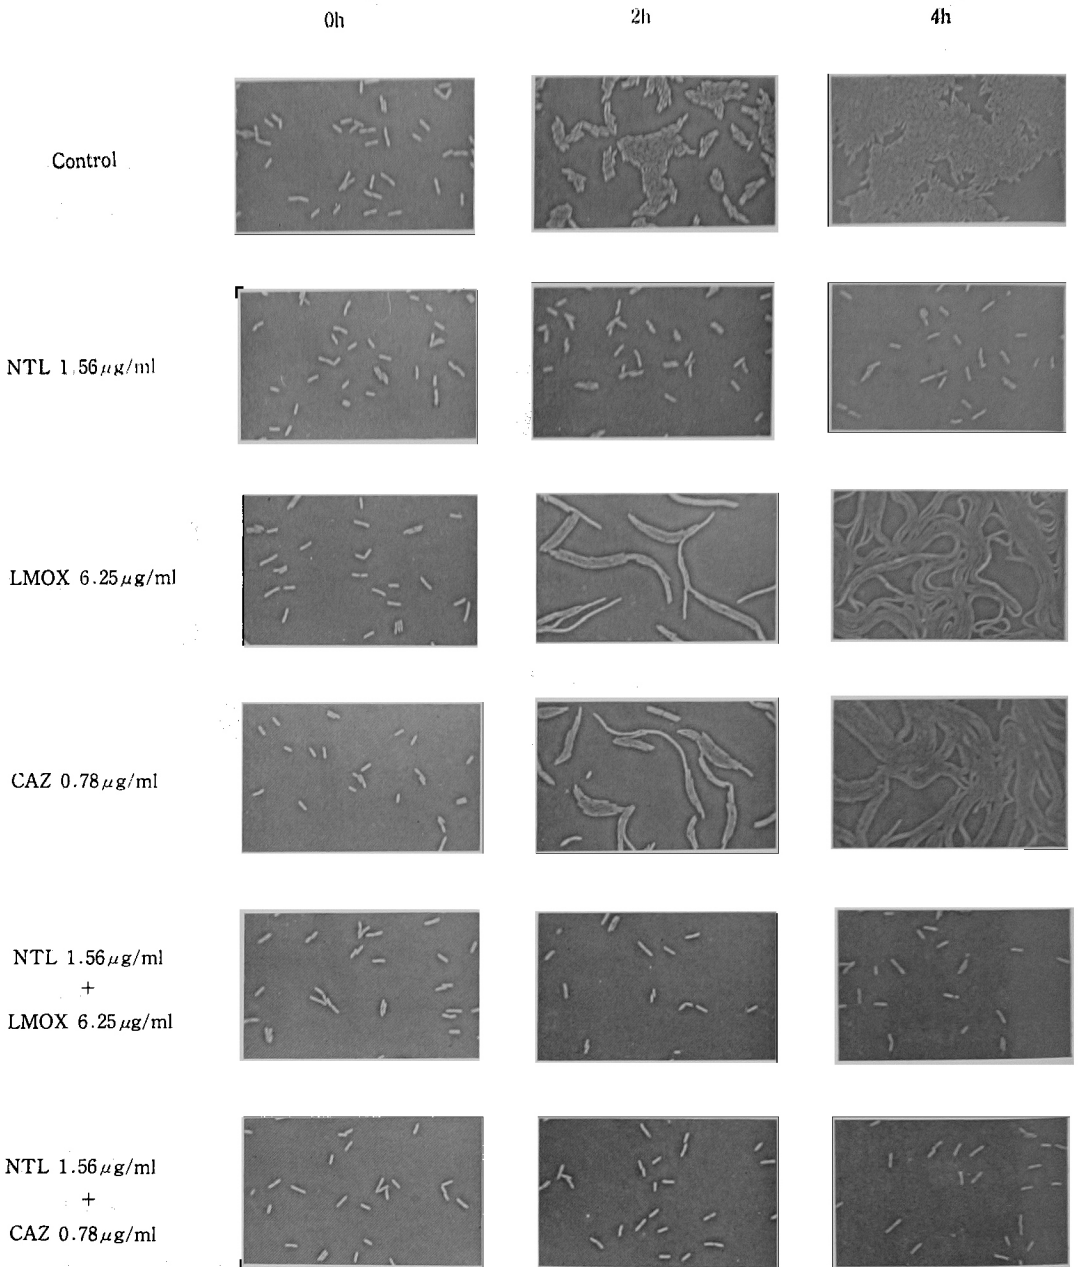 0h 2h 4h
Control
NTL 1.56μg/ml
LMOX 6.25μg/ml
CAZ 0.78μg/ml
NTL 1.56μg/ml
+
LMOX 6.25μg/ml
NTL 1.56μg/ml
+
CAZ 0.78μg/ml